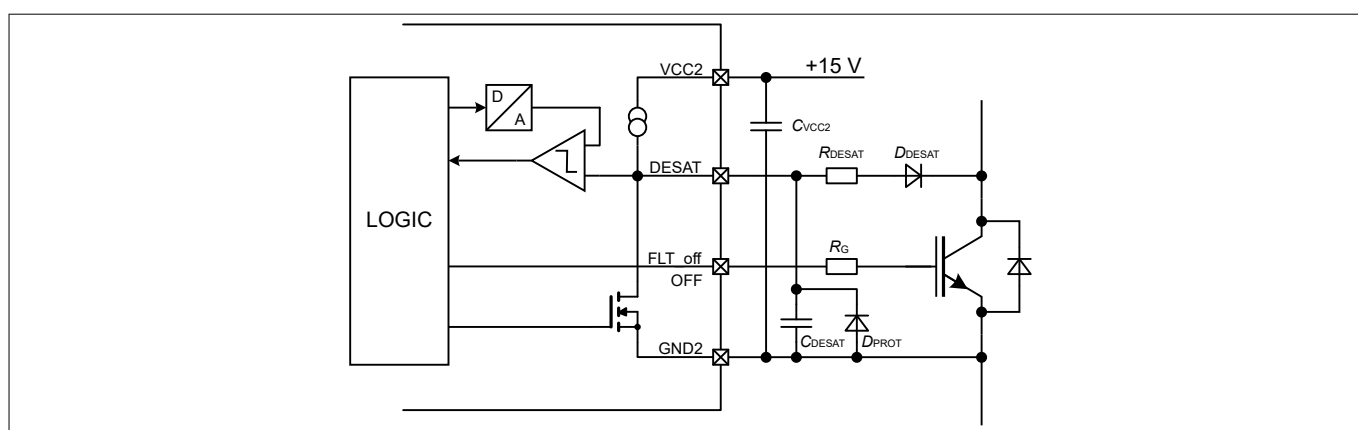 VCC2
+15 V
D
A
CVCC2
RDESAT
DDESAT
DESAT
LOGIC
FLT_off
RG
OFF
CDESAT
DPROT
GND2